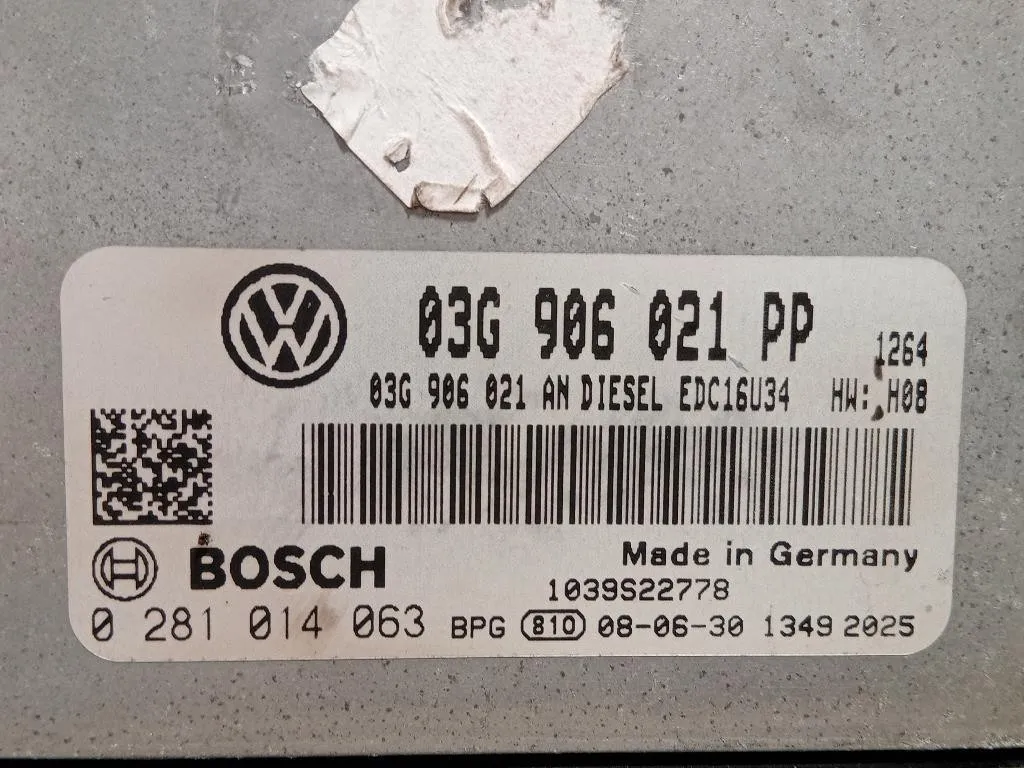 03G 906 021 PP 1264
03G 906 021 AN DIESEL EDC16U34 HW: H08
BOSCH Made in Germany
1039S22778
0 281 014 063 BPG 810 08-06-30 1349 2025